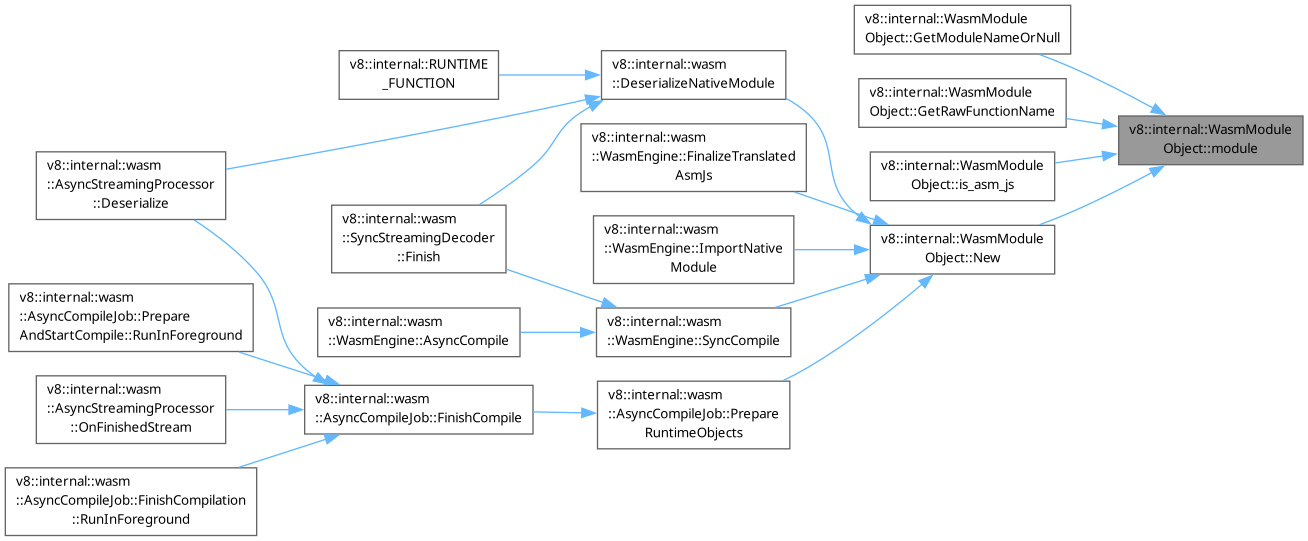 v8::internal::WasmModule
Object::GetModuleNameOrNull
v8::internal::RUNTIME
_FUNCTION
v8::internal::wasm
::DeserializeNativeModule
v8::internal::WasmModule
Object::GetRawFunctionName
v8::internal::WasmModule
Object::module
v8::internal::wasm
::WasmEngine::FinalizeTranslated
AsmJs
v8::internal::wasm
::AsyncStreamingProcessor
::Deserialize
v8::internal::WasmModule
Object::is_asm_js
v8::internal::wasm
::SyncStreamingDecoder
::Finish
v8::internal::wasm
::WasmEngine::ImportNative
Module
v8::internal::WasmModule
Object::New
v8::internal::wasm
::AsyncCompileJob::Prepare
AndStartCompile::RunInForeground
v8::internal::wasm
::WasmEngine::AsyncCompile
v8::internal::wasm
::WasmEngine::SyncCompile
v8::internal::wasm
::AsyncStreamingProcessor
::OnFinishedStream
v8::internal::wasm
::AsyncCompileJob::FinishCompile
v8::internal::wasm
::AsyncCompileJob::Prepare
RuntimeObjects
v8::internal::wasm
::AsyncCompileJob::FinishCompilation
::RunInForeground